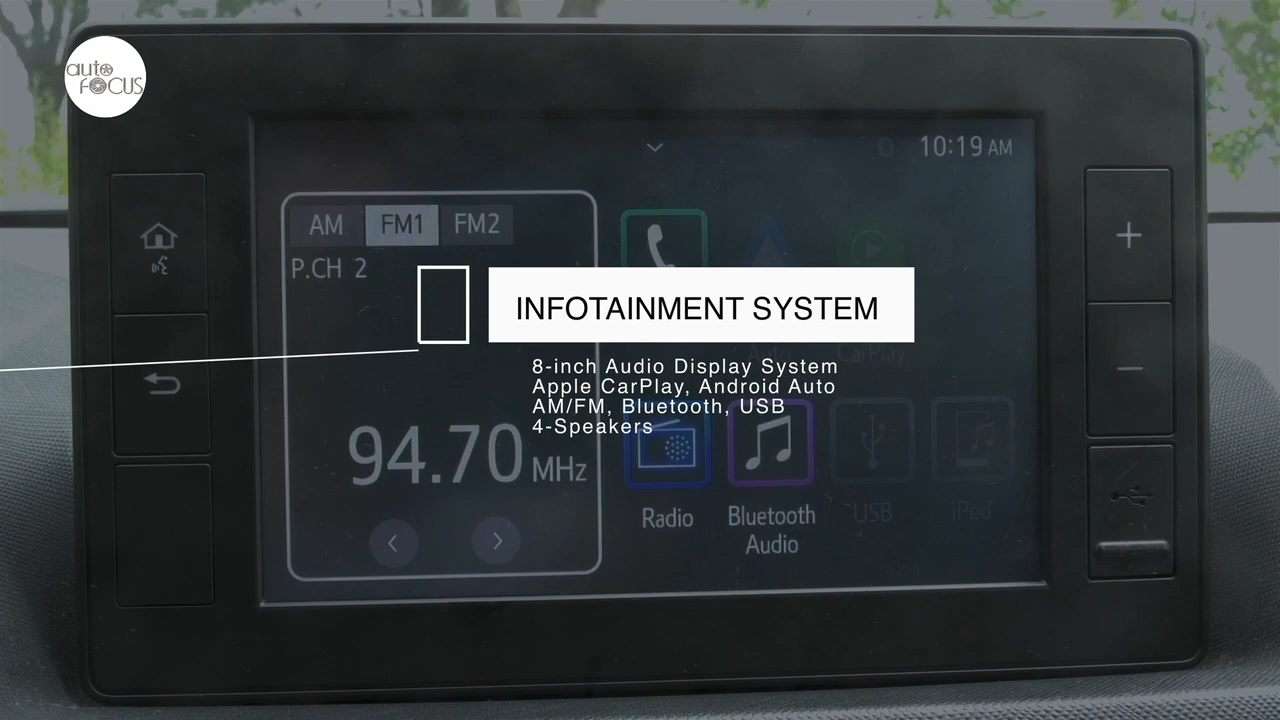 auto
FOCUS
10:19 AM
AM FM1 FM2
P.CH 2
INFOTAINMENT SYSTEM
Auto CarPlay
8-inch Audio Display System
Apple CarPlay, Android Auto
AM/FM, Bluetooth, USB
4-Speakers
94.70 MHz
Radio Bluetooth Audio USB iPod